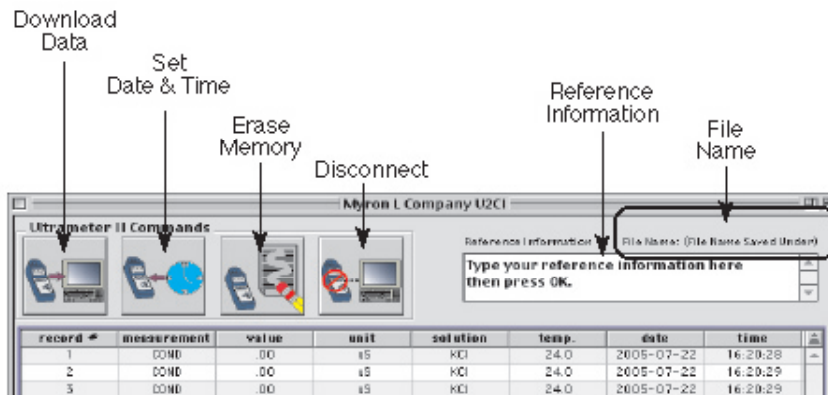 Download
Data
Set
Date & Time
Erase
Memory
Disconnect
Reference
Information
File
Name
Myron L Company U2CI
Ultrameter II Commands
Reference Information
File Name: (File Name Saved Under)
Type your reference information here
then press OK.
record # measurement value unit solution temp. date time
1 COND .00 uS KCl 24.0 2005-07-22 16:20:28
2 COND .00 uS KCl 24.0 2005-07-22 16:20:29
3 COND .00 uS KCl 24.0 2005-07-22 16:20:29